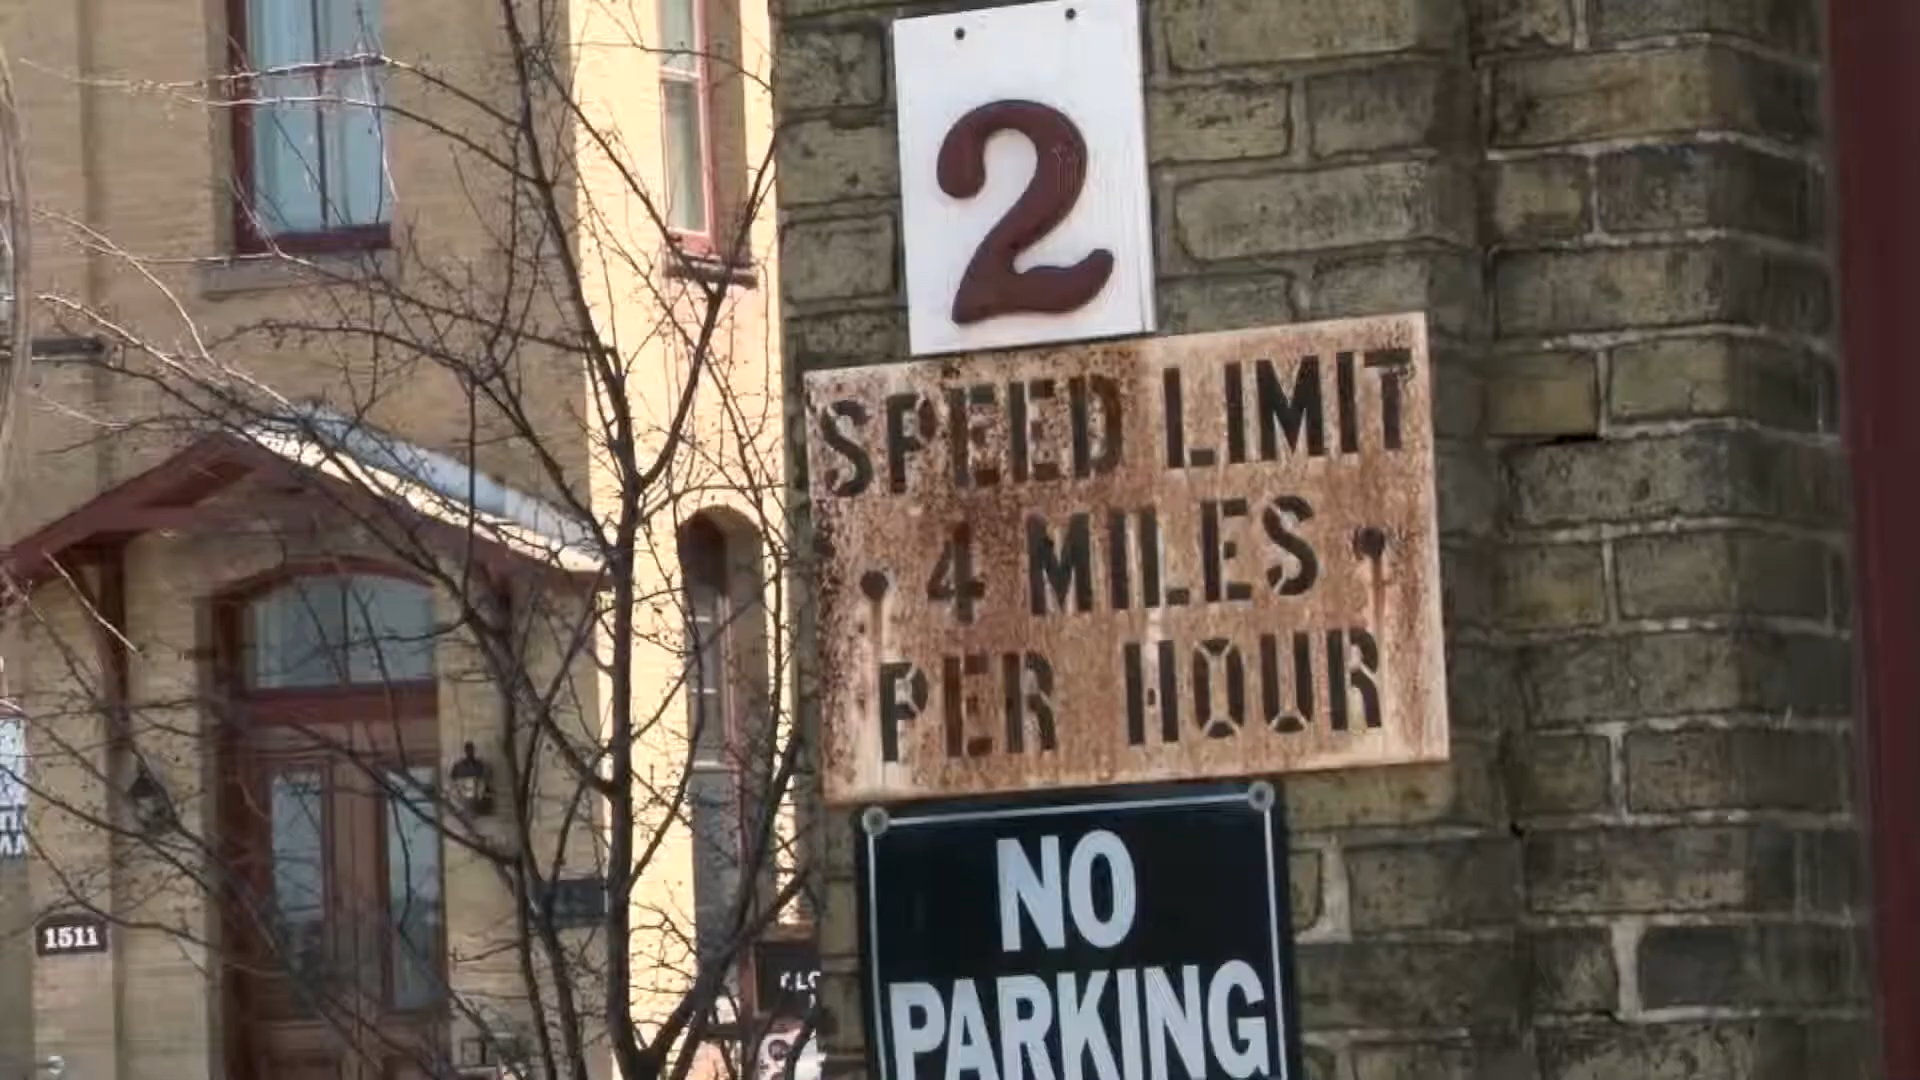 2
SPEED LIMIT
4 MILES
PER HOUR
NO
PARKING
1511